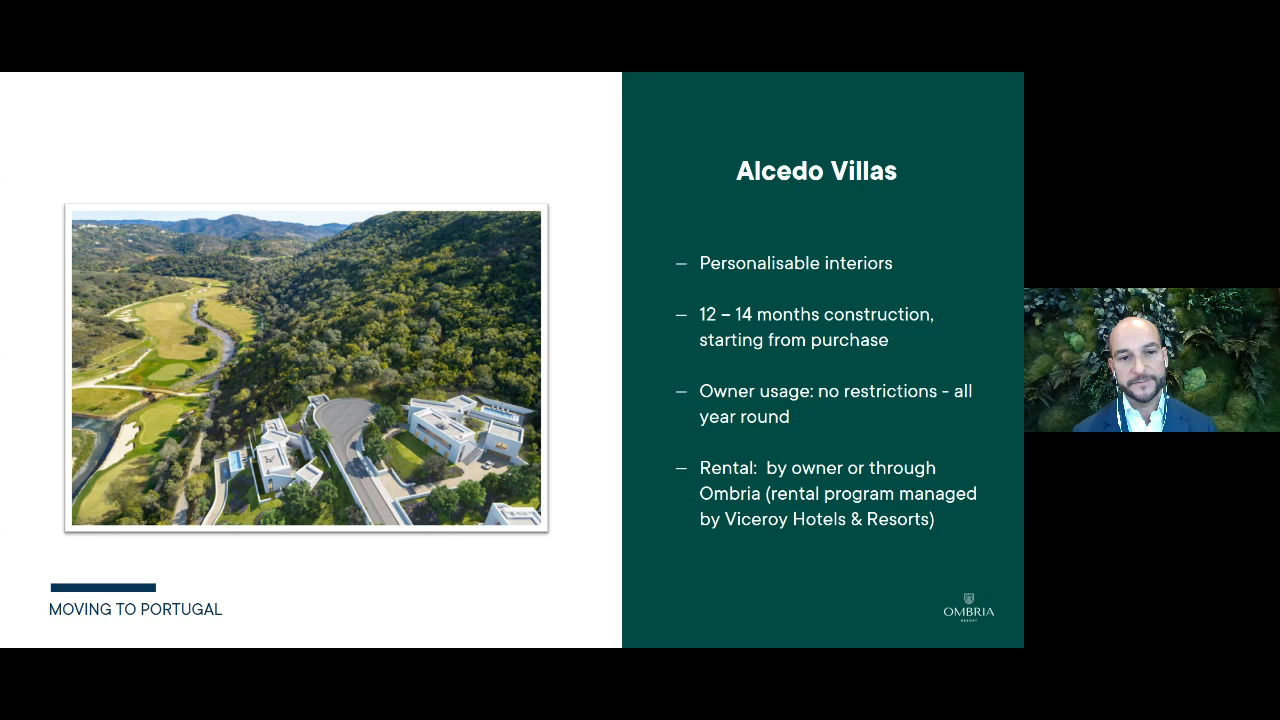 Alcedo Villas
– Personalisable interiors
– 12 – 14 months construction,
starting from purchase
– Owner usage: no restrictions - all
year round
– Rental: by owner or through
Ombria (rental program managed
by Viceroy Hotels & Resorts)
MOVING TO PORTUGAL
OMBRIA
RESORT